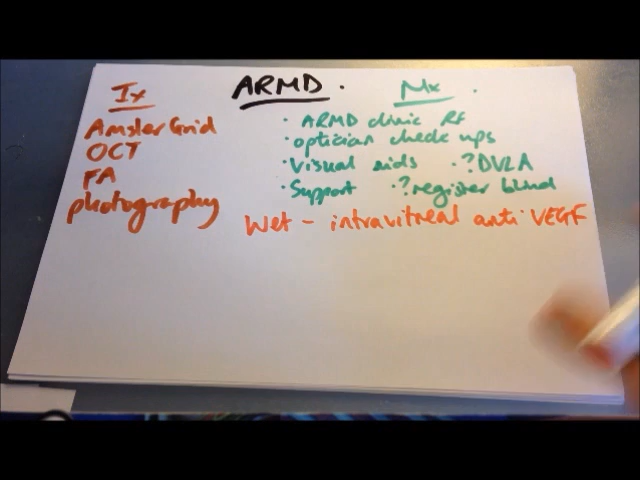 ARMD.
Ix
Amsler Grid
OCT
FA
photography
Mx.
· ARMD clinic RF
· optician check ups
· Visual aids · ?DVLA
· Support · ?register blind
Wet - intravitreal anti VEGF